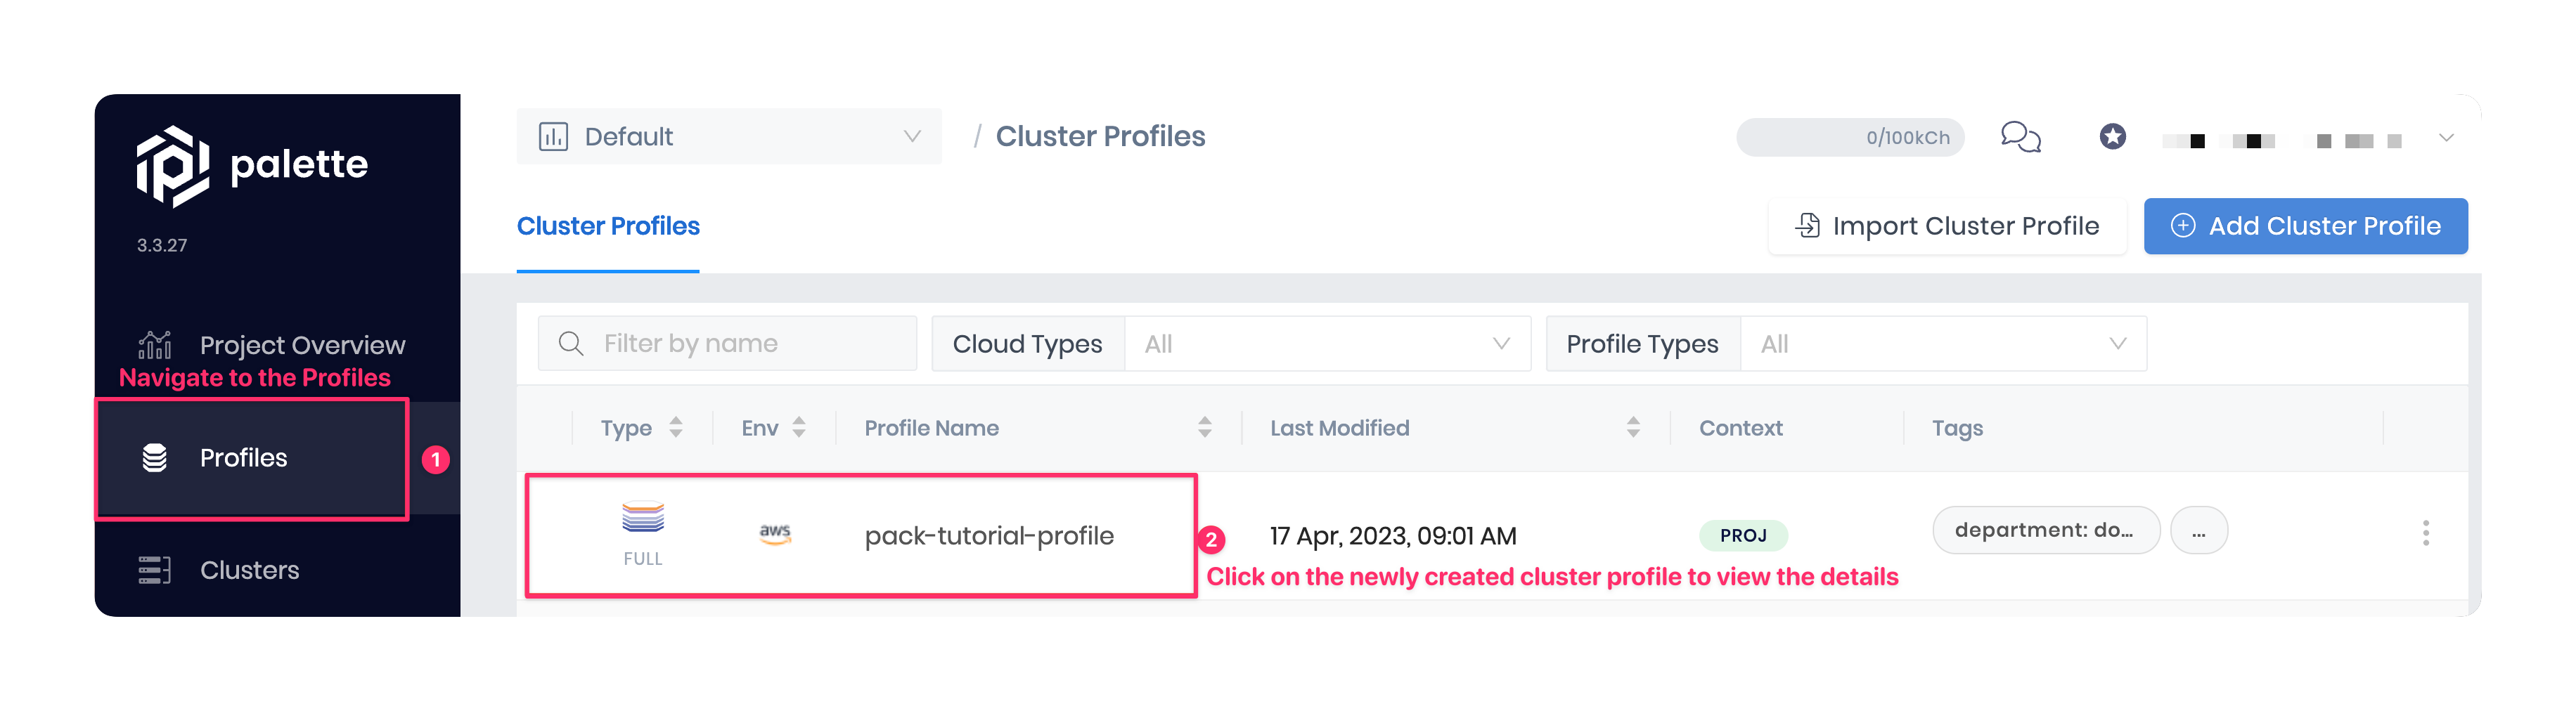 palette
3.3.27
Project Overview
Navigate to the Profiles
Profiles
1
Clusters
Default
/ Cluster Profiles
0/100kCh
Cluster Profiles
Import Cluster Profile
Add Cluster Profile
Filter by name
Cloud Types All
Profile Types All
Type Env Profile Name Last Modified Context Tags
FULL
aws
pack-tutorial-profile
2
17 Apr, 2023, 09:01 AM
PROJ
department: do...
...
Click on the newly created cluster profile to view the details